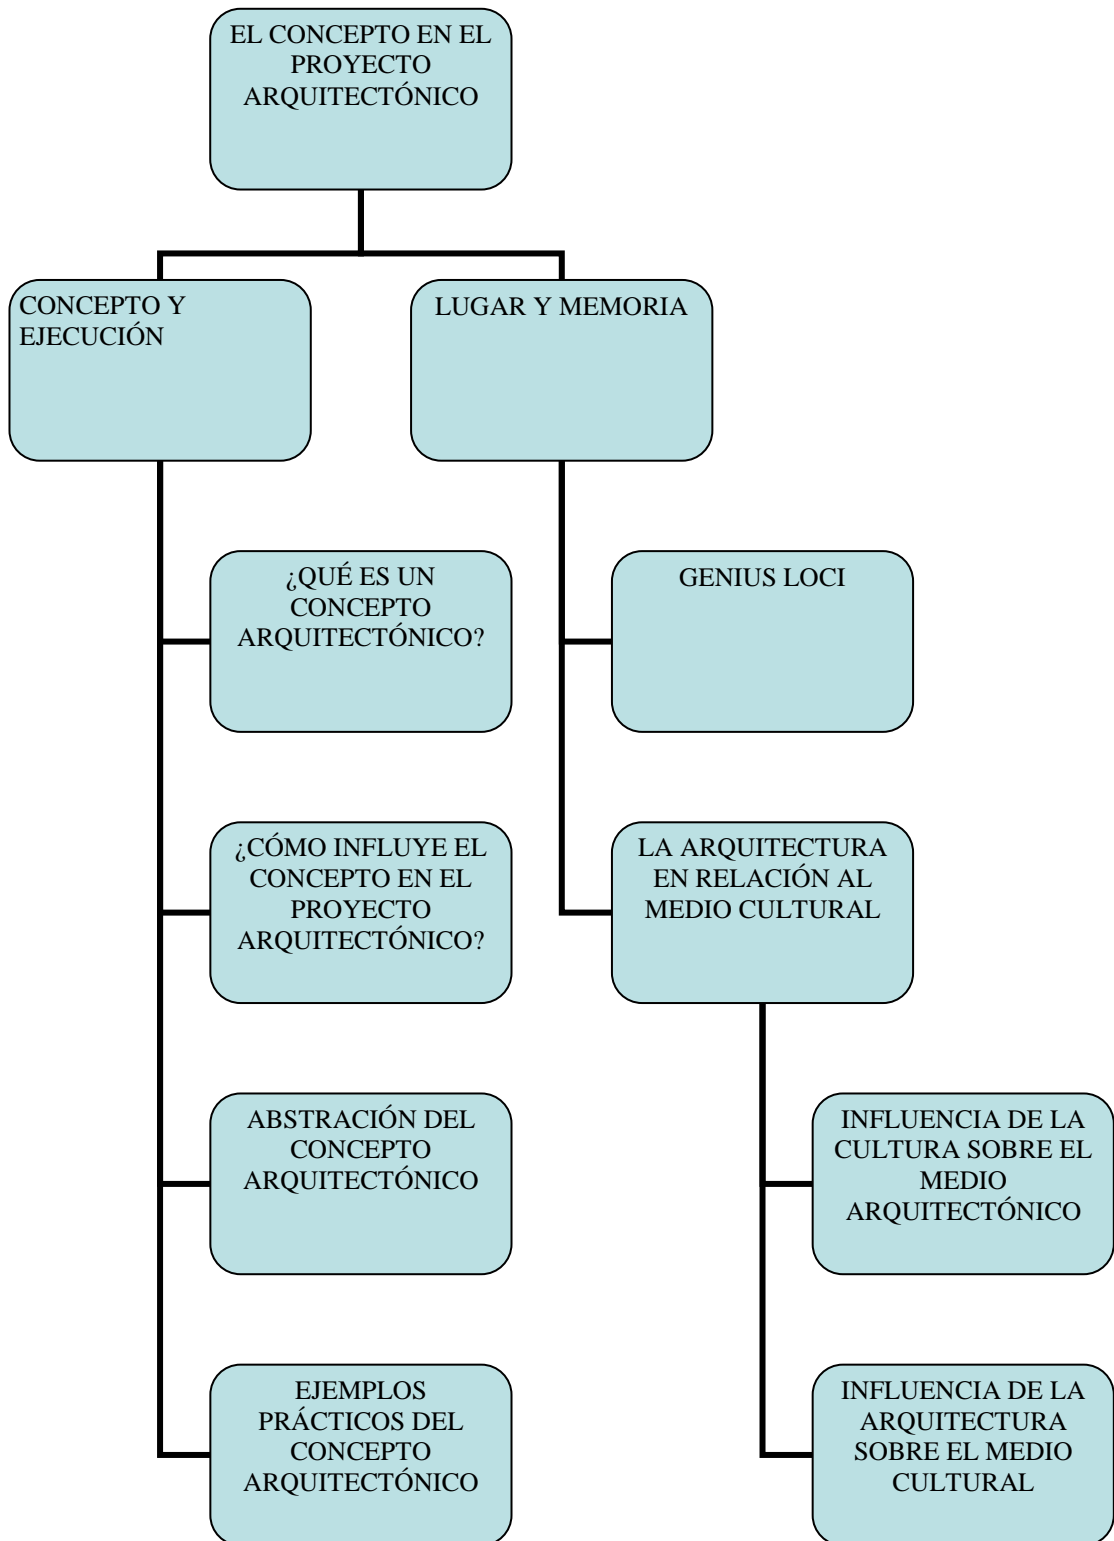 EL CONCEPTO EN EL
PROYECTO
ARQUITECTÓNICO
CONCEPTO Y
EJECUCIÓN
LUGAR Y MEMORIA
¿QUÉ ES UN
CONCEPTO
ARQUITECTÓNICO?
GENIUS LOCI
¿CÓMO INFLUYE EL
CONCEPTO EN EL
PROYECTO
ARQUITECTÓNICO?
LA ARQUITECTURA
EN RELACIÓN AL
MEDIO CULTURAL
ABSTRACIÓN DEL
CONCEPTO
ARQUITECTÓNICO
INFLUENCIA DE LA
CULTURA SOBRE EL
MEDIO
ARQUITECTÓNICO
EJEMPLOS
PRÁCTICOS DEL
CONCEPTO
ARQUITECTÓNICO
INFLUENCIA DE LA
ARQUITECTURA
SOBRE EL MEDIO
CULTURAL